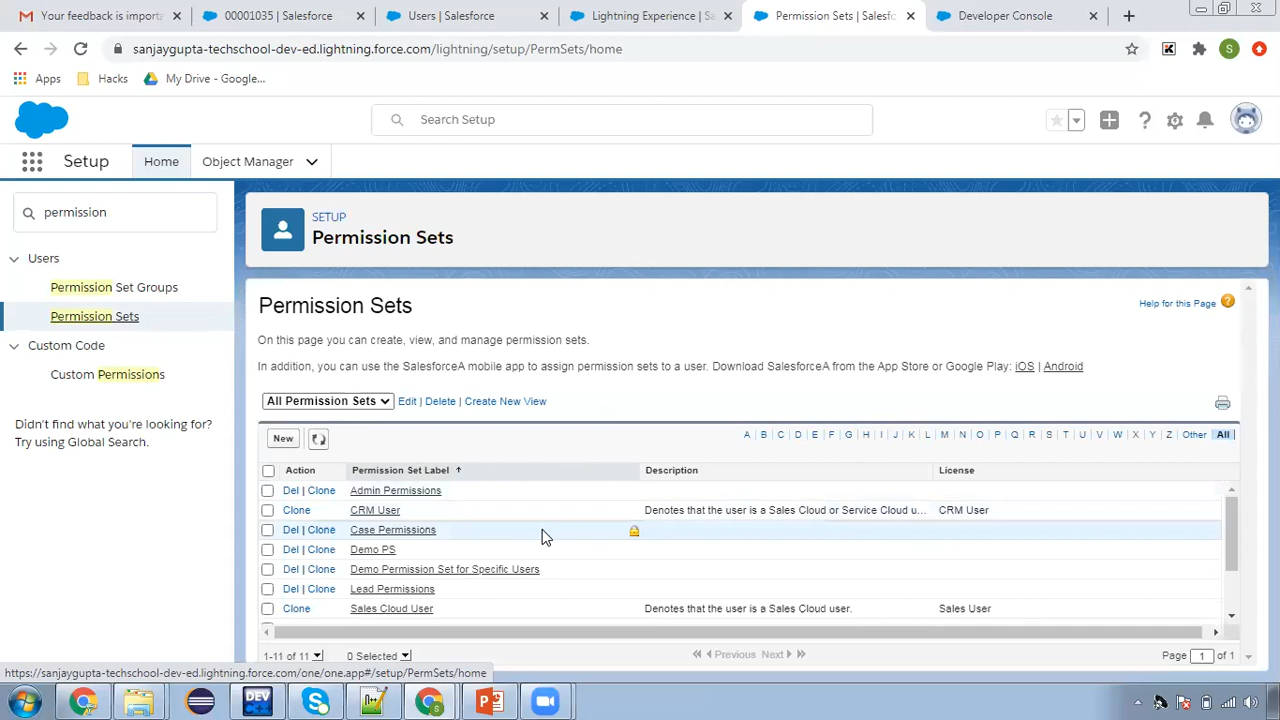 Your feedback is importa
00001035 | Salesforce
Users | Salesforce
Lightning Experience | Sa
Permission Sets | Salesf
Developer Console
sanjaygupta-techschool-dev-ed.lightning.force.com/lightning/setup/PermSets/home
S
Apps
Hacks
My Drive - Google...
Search Setup
Setup
Home
Object Manager
permission
Users
Permission Set Groups
Permission Sets
Custom Code
Custom Permissions
Didn't find what you're looking for?
Try using Global Search.
SETUP
Permission Sets
Permission Sets
Help for this Page
On this page you can create, view, and manage permission sets.
In addition, you can use the SalesforceA mobile app to assign permission sets to a user. Download SalesforceA from the App Store or Google Play: iOS | Android
All Permission Sets Edit | Delete | Create New View
New
A B C D E F G H I J K L M N O P Q R S T U V W X Y Z Other All
Action Permission Set Label Description License
Del | Clone Admin Permissions
Clone CRM User Denotes that the user is a Sales Cloud or Service Cloud u... CRM User
Del | Clone Case Permissions
Del | Clone Demo PS
Del | Clone Demo Permission Set for Specific Users
Del | Clone Lead Permissions
Clone Sales Cloud User Denotes that the user is a Sales Cloud user. Sales User
1-11 of 11 0 Selected Previous Next Page 1 of 1
https://sanjaygupta-techschool-dev-ed.lightning.force.com/one/one.app#/setup/PermSets/home
DEV
C++